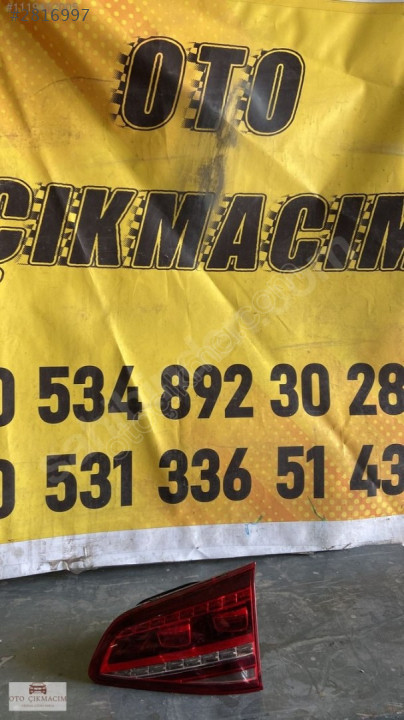 OTO
ÇIKMACIM
0 534 892 30 28
0 531 336 51 43
OTO ÇIKMACIM